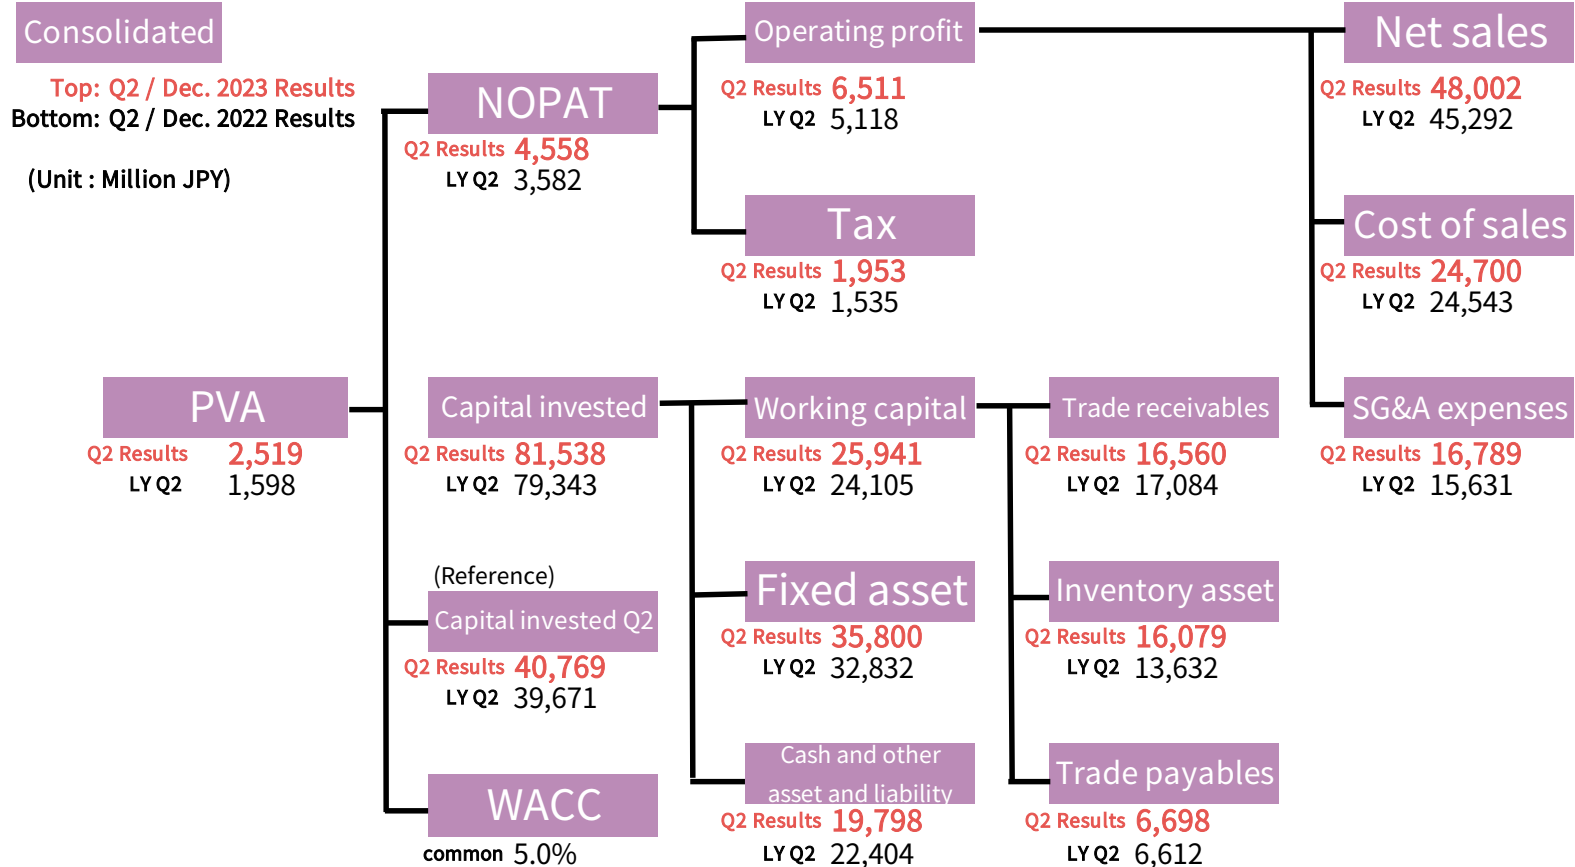 Consolidated
Top: Q2 / Dec. 2023 Results
Bottom: Q2 / Dec. 2022 Results
(Unit : Million JPY)
PVA
Q2 Results 2,519
LY Q2 1,598
NOPAT
Q2 Results 4,558
LY Q2 3,582
Capital invested
Q2 Results 81,538
LY Q2 79,343
(Reference)
Capital invested Q2
Q2 Results 40,769
LY Q2 39,671
WACC
common 5.0%
Operating profit
Q2 Results 6,511
LY Q2 5,118
Tax
Q2 Results 1,953
LY Q2 1,535
Working capital
Q2 Results 25,941
LY Q2 24,105
Fixed asset
Q2 Results 35,800
LY Q2 32,832
Cash and other
asset and liability
Q2 Results 19,798
LY Q2 22,404
Trade receivables
Q2 Results 16,560
LY Q2 17,084
Inventory asset
Q2 Results 16,079
LY Q2 13,632
Trade payables
Q2 Results 6,698
LY Q2 6,612
Net sales
Q2 Results 48,002
LY Q2 45,292
Cost of sales
Q2 Results 24,700
LY Q2 24,543
SG&A expenses
Q2 Results 16,789
LY Q2 15,631